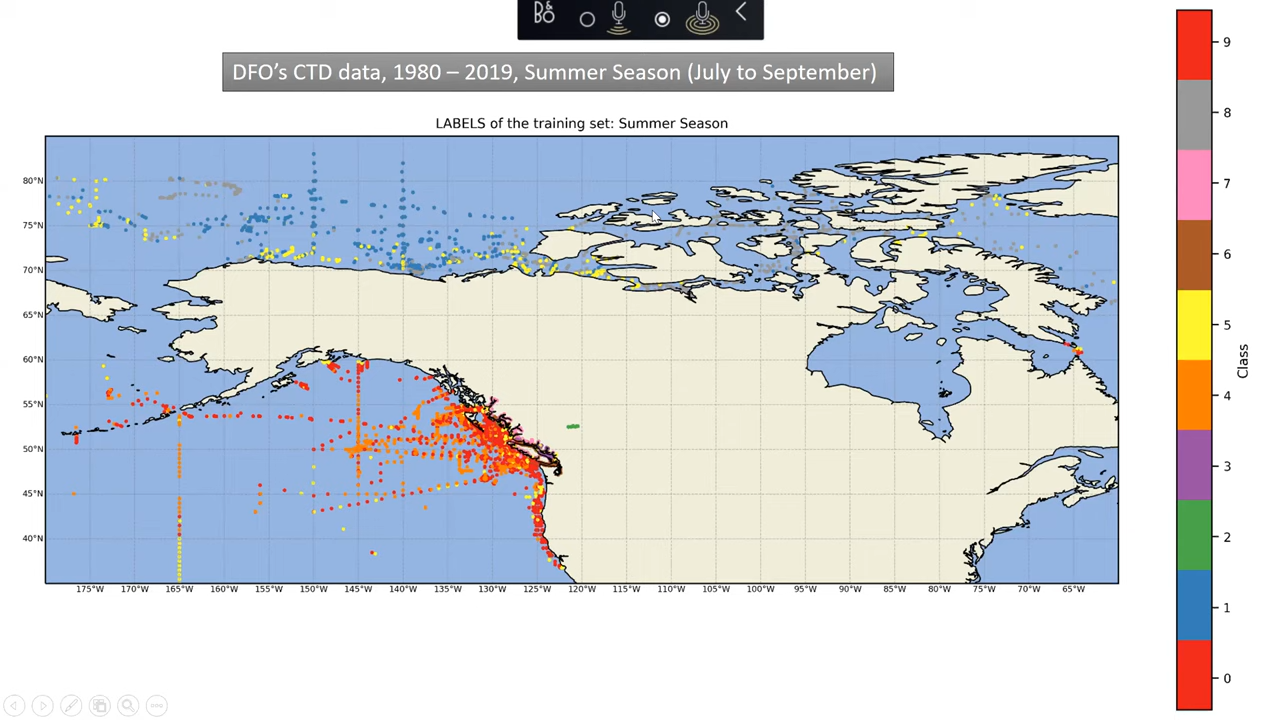 B&O
DFO's CTD data, 1980 – 2019, Summer Season (July to September)
LABELS of the training set: Summer Season
80°N
75°N
70°N
65°N
60°N
55°N
50°N
45°N
40°N
175°W 170°W 165°W 160°W 155°W 150°W 145°W 140°W 135°W 130°W 125°W 120°W 115°W 110°W 105°W 100°W 95°W 90°W 85°W 80°W 75°W 70°W 65°W
9
8
7
6
5
4
3
2
1
0
Class